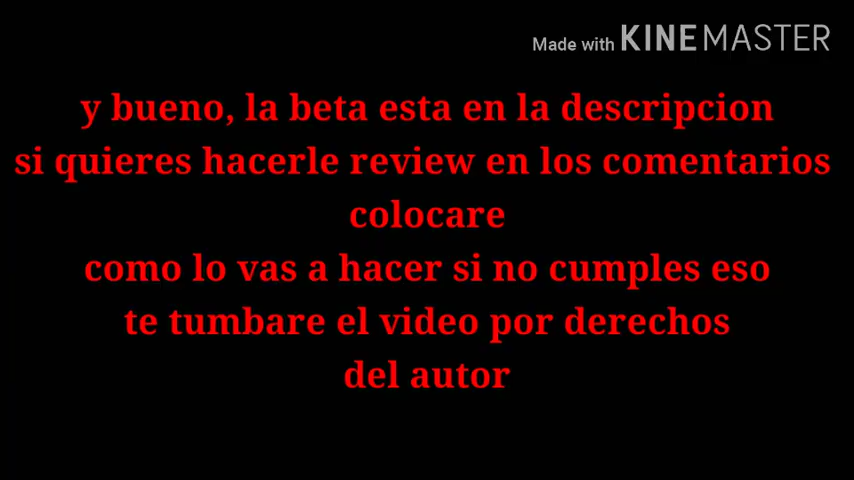 Made with KINEMASTER
y bueno, la beta esta en la descripcion
si quieres hacerle review en los comentarios
colocare
como lo vas a hacer si no cumples eso
te tumbare el video por derechos
del autor